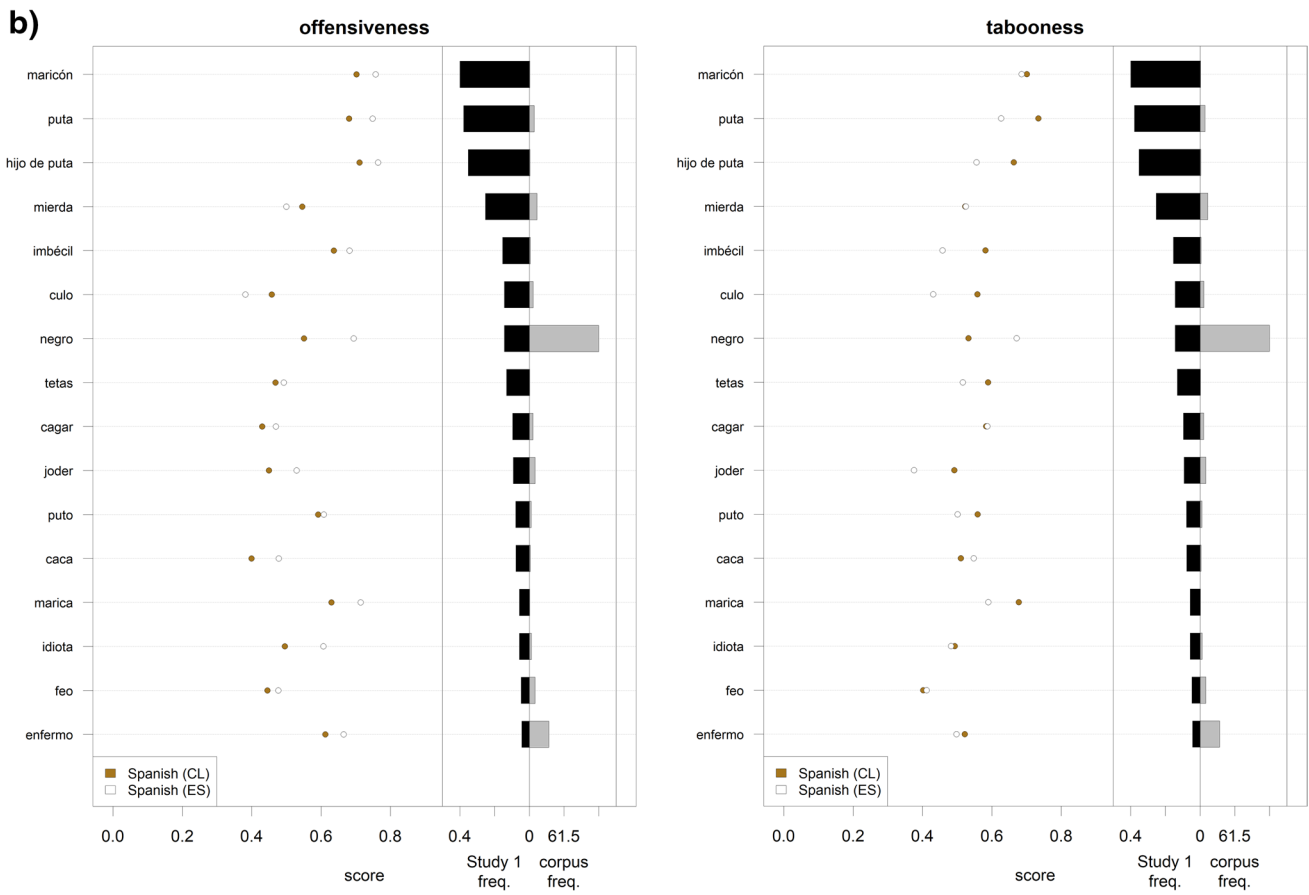 b)
offensiveness
maricón
puta
hijo de puta
mierda
imbécil
culo
negro
tetas
cagar
joder
puto
caca
marica
idiota
feo
enfermo
Spanish (CL)
Spanish (ES)
0.0 0.2 0.4 0.6 0.8 0.4 0 61.5
score
Study 1 freq.
corpus freq.
tabooness
maricón
puta
hijo de puta
mierda
imbécil
culo
negro
tetas
cagar
joder
puto
caca
marica
idiota
feo
enfermo
Spanish (CL)
Spanish (ES)
0.0 0.2 0.4 0.6 0.8 0.4 0 61.5
score
Study 1 freq.
corpus freq.